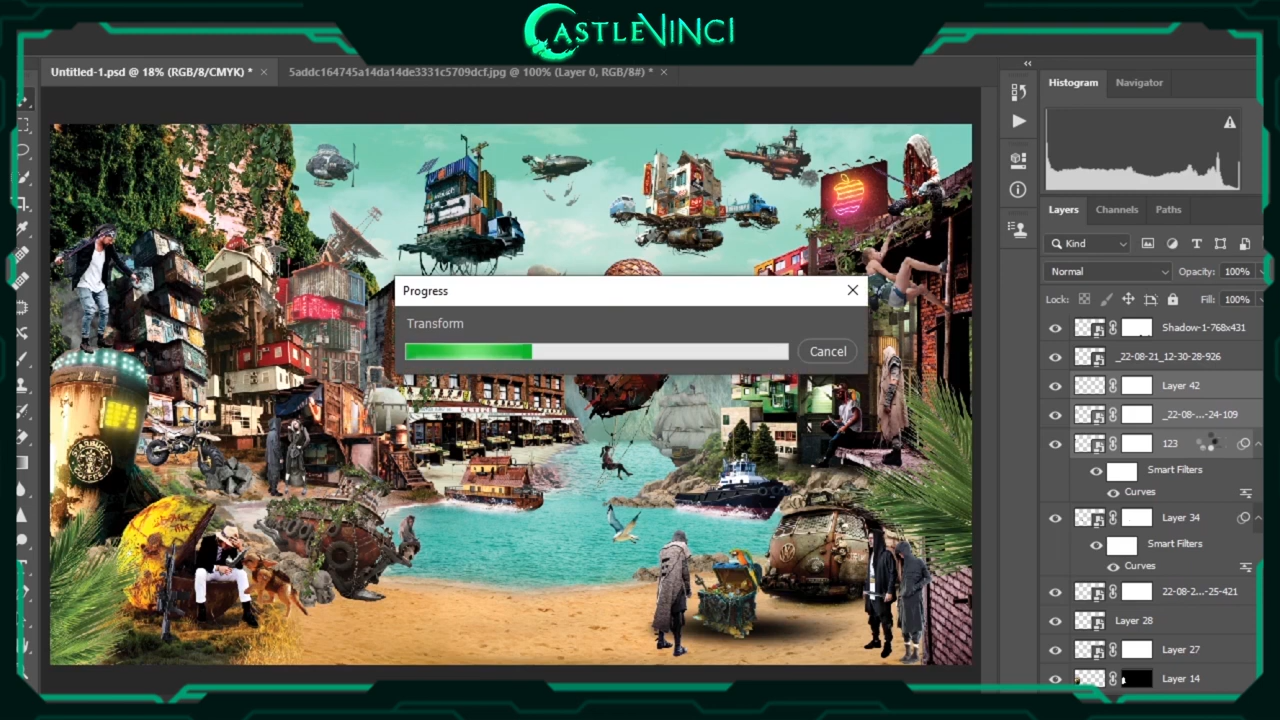 CASTLEVINCI
Untitled-1.psd @ 18% (RGB/8/CMYK) * ×
5addc164745a14da14de3331c5709dcf.jpg @ 100% (Layer 0, RGB/8#) * ×
Histogram
Navigator
Layers
Channels
Paths
Kind
Normal
Opacity: 100%
Lock:
Fill: 100%
Progress
Transform
Cancel
Shadow-1-768x431
_22-08-21_12-30-28-926
Layer 42
_22-08-...-24-109
123
Smart Filters
Curves
Layer 34
Smart Filters
Curves
22-08-2...-25-421
Layer 28
Layer 27
Layer 14
COFFEE